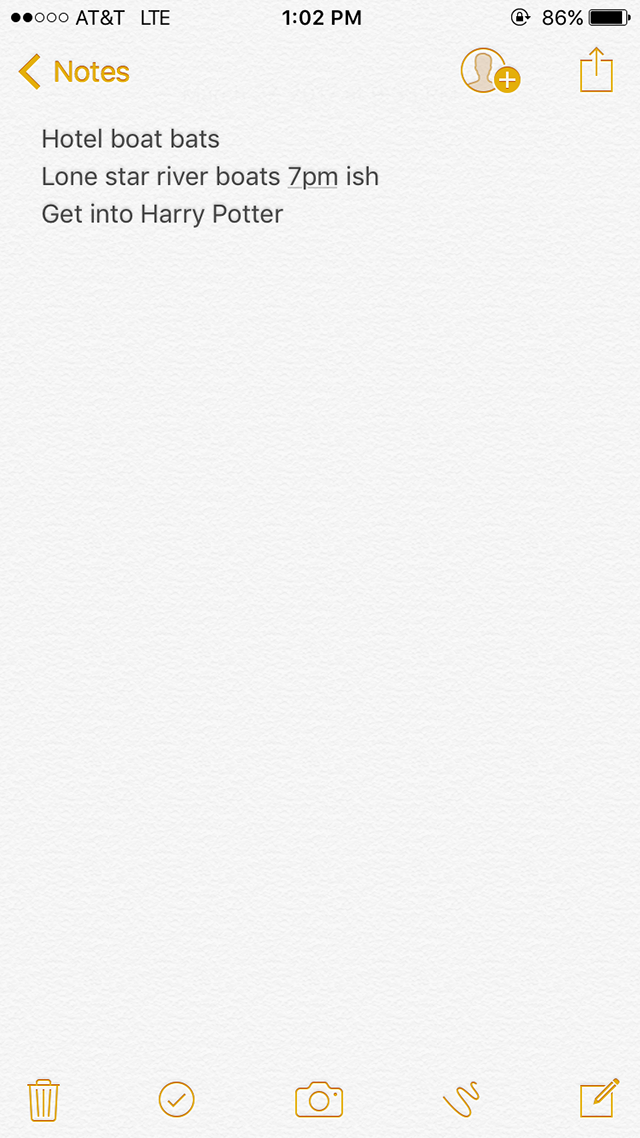 AT&T LTE 1:02 PM 86%
Notes
Hotel boat bats
Lone star river boats 7pm ish
Get into Harry Potter